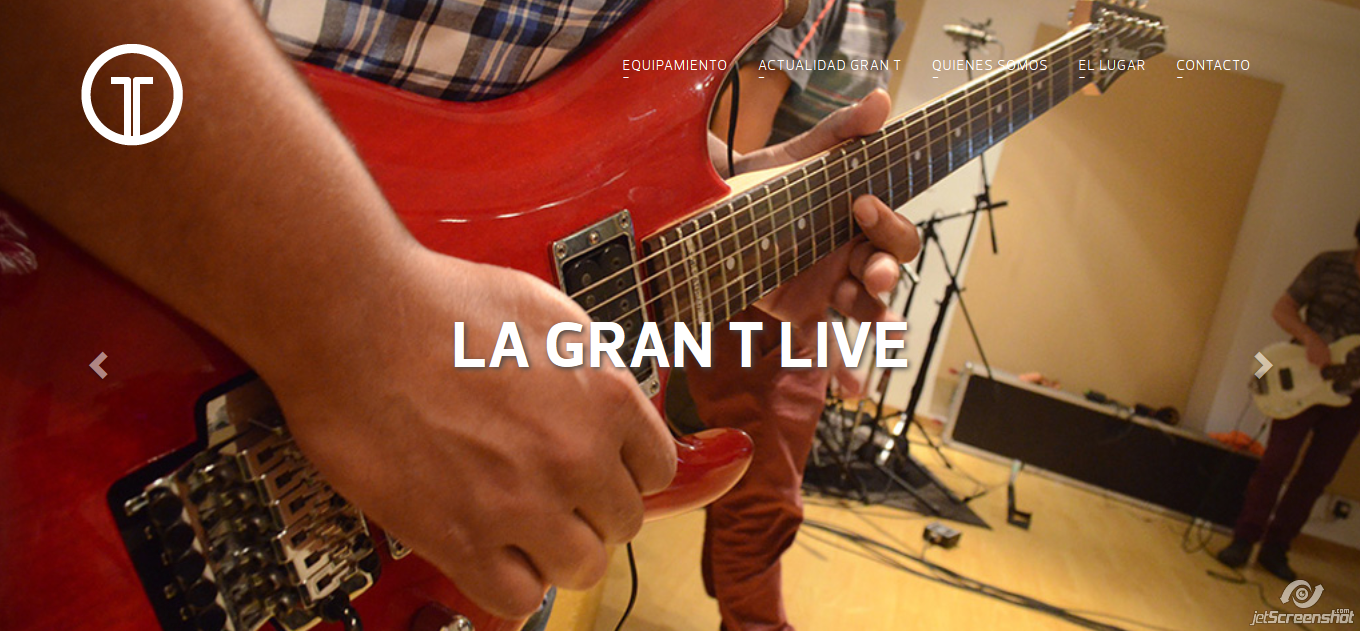 EQUIPAMIENTO ACTUALIDAD GRAN T QUIENES SOMOS EL LUGAR CONTACTO
LA GRAN T LIVE
jetScreenshot.com